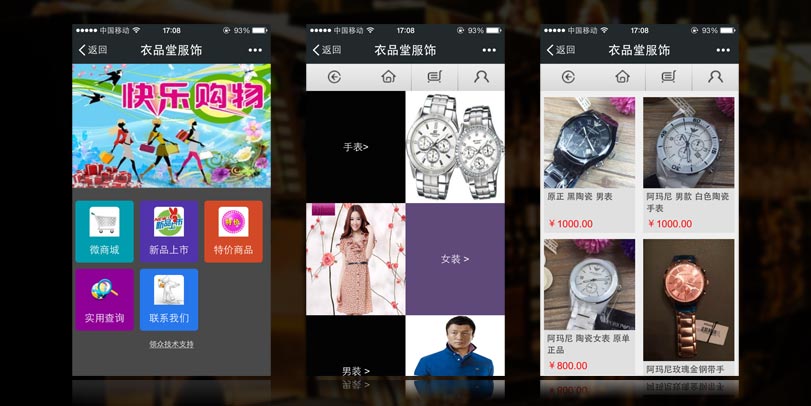 中国移动
17:08
93%
返回
衣品堂服饰
快乐购物
微商城
新品上市
特价商品
实用查询
联系我们
领众技术支持
中国移动
17:08
93%
返回
衣品堂服饰
手表>
女装 >
男装 >
中国移动
17:08
93%
返回
衣品堂服饰
原正 黑陶瓷 男表
￥1000.00
阿玛尼 男款 白色陶瓷
手表
￥1000.00
阿玛尼 陶瓷女表 原单
正品
￥800.00
阿玛尼玫瑰金钢带手